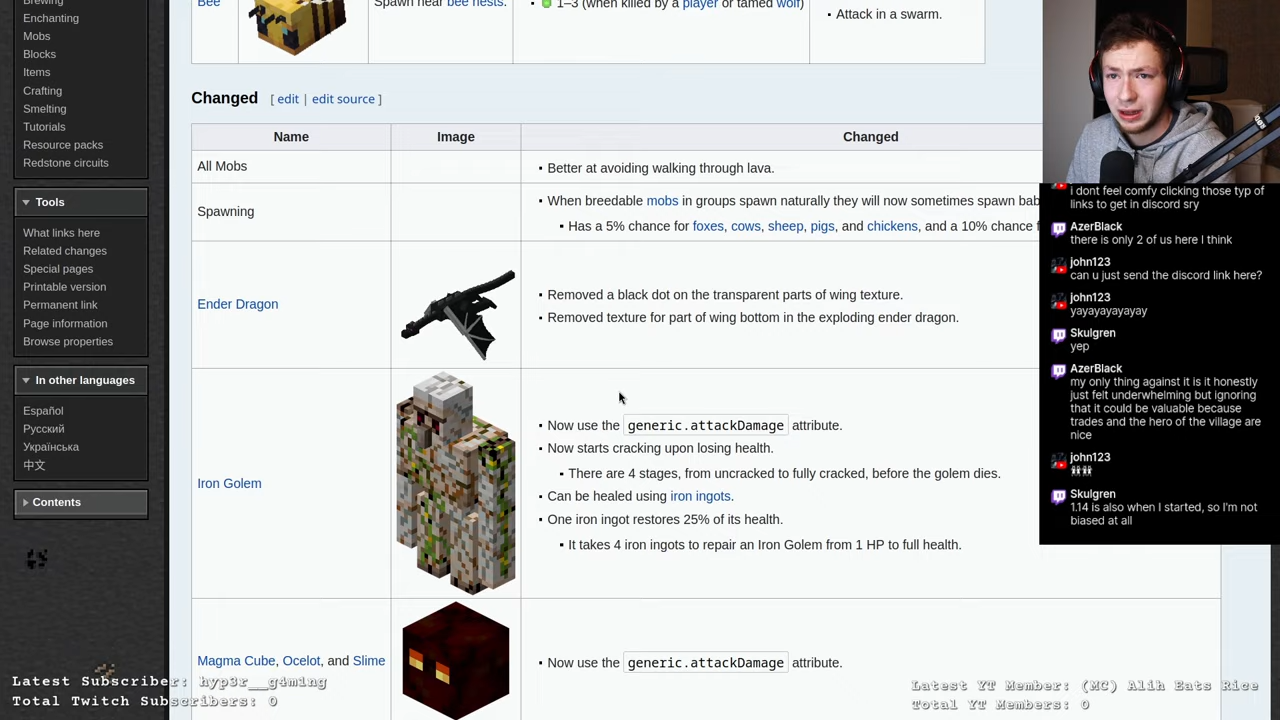 Brewing
Enchanting
Mobs
Blocks
Items
Crafting
Smelting
Tutorials
Resource packs
Redstone circuits
Tools
What links here
Related changes
Special pages
Printable version
Permanent link
Page information
Browse properties
In other languages
Español
Русский
Українська
中文
Contents
Bee
Spawn near bee nests.
1–3 (when killed by a player or tamed wolf)
Attack in a swarm.
Changed [ edit | edit source ]
Name Image Changed
All Mobs
Better at avoiding walking through lava.
Spawning
When breedable mobs in groups spawn naturally they will now sometimes spawn bab
Has a 5% chance for foxes, cows, sheep, pigs, and chickens, and a 10% chance f
Ender Dragon
Removed a black dot on the transparent parts of wing texture.
Removed texture for part of wing bottom in the exploding ender dragon.
Iron Golem
Now use the generic.attackDamage attribute.
Now starts cracking upon losing health.
There are 4 stages, from uncracked to fully cracked, before the golem dies.
Can be healed using iron ingots.
One iron ingot restores 25% of its health.
It takes 4 iron ingots to repair an Iron Golem from 1 HP to full health.
Magma Cube, Ocelot, and Slime
Now use the generic.attackDamage attribute.
i dont feel comfy clicking those typ of
links to get in discord sry
AzerBlack
there is only 2 of us here I think
john123
can u just send the discord link here?
john123
yayayayayayay
Skulgren
yep
AzerBlack
my only thing against it is it honestly
just felt underwhelming but ignoring
that it could be valuable because
trades and the hero of the village are
nice
john123
Skulgren
1.14 is also when I started, so I'm not
biased at all
Latest Subscriber: hyp3r__g4m1ng
Total Twitch Subscribers: 0
Latest YT Member: (MC) Alih Eats Rice
Total YT Members: 0